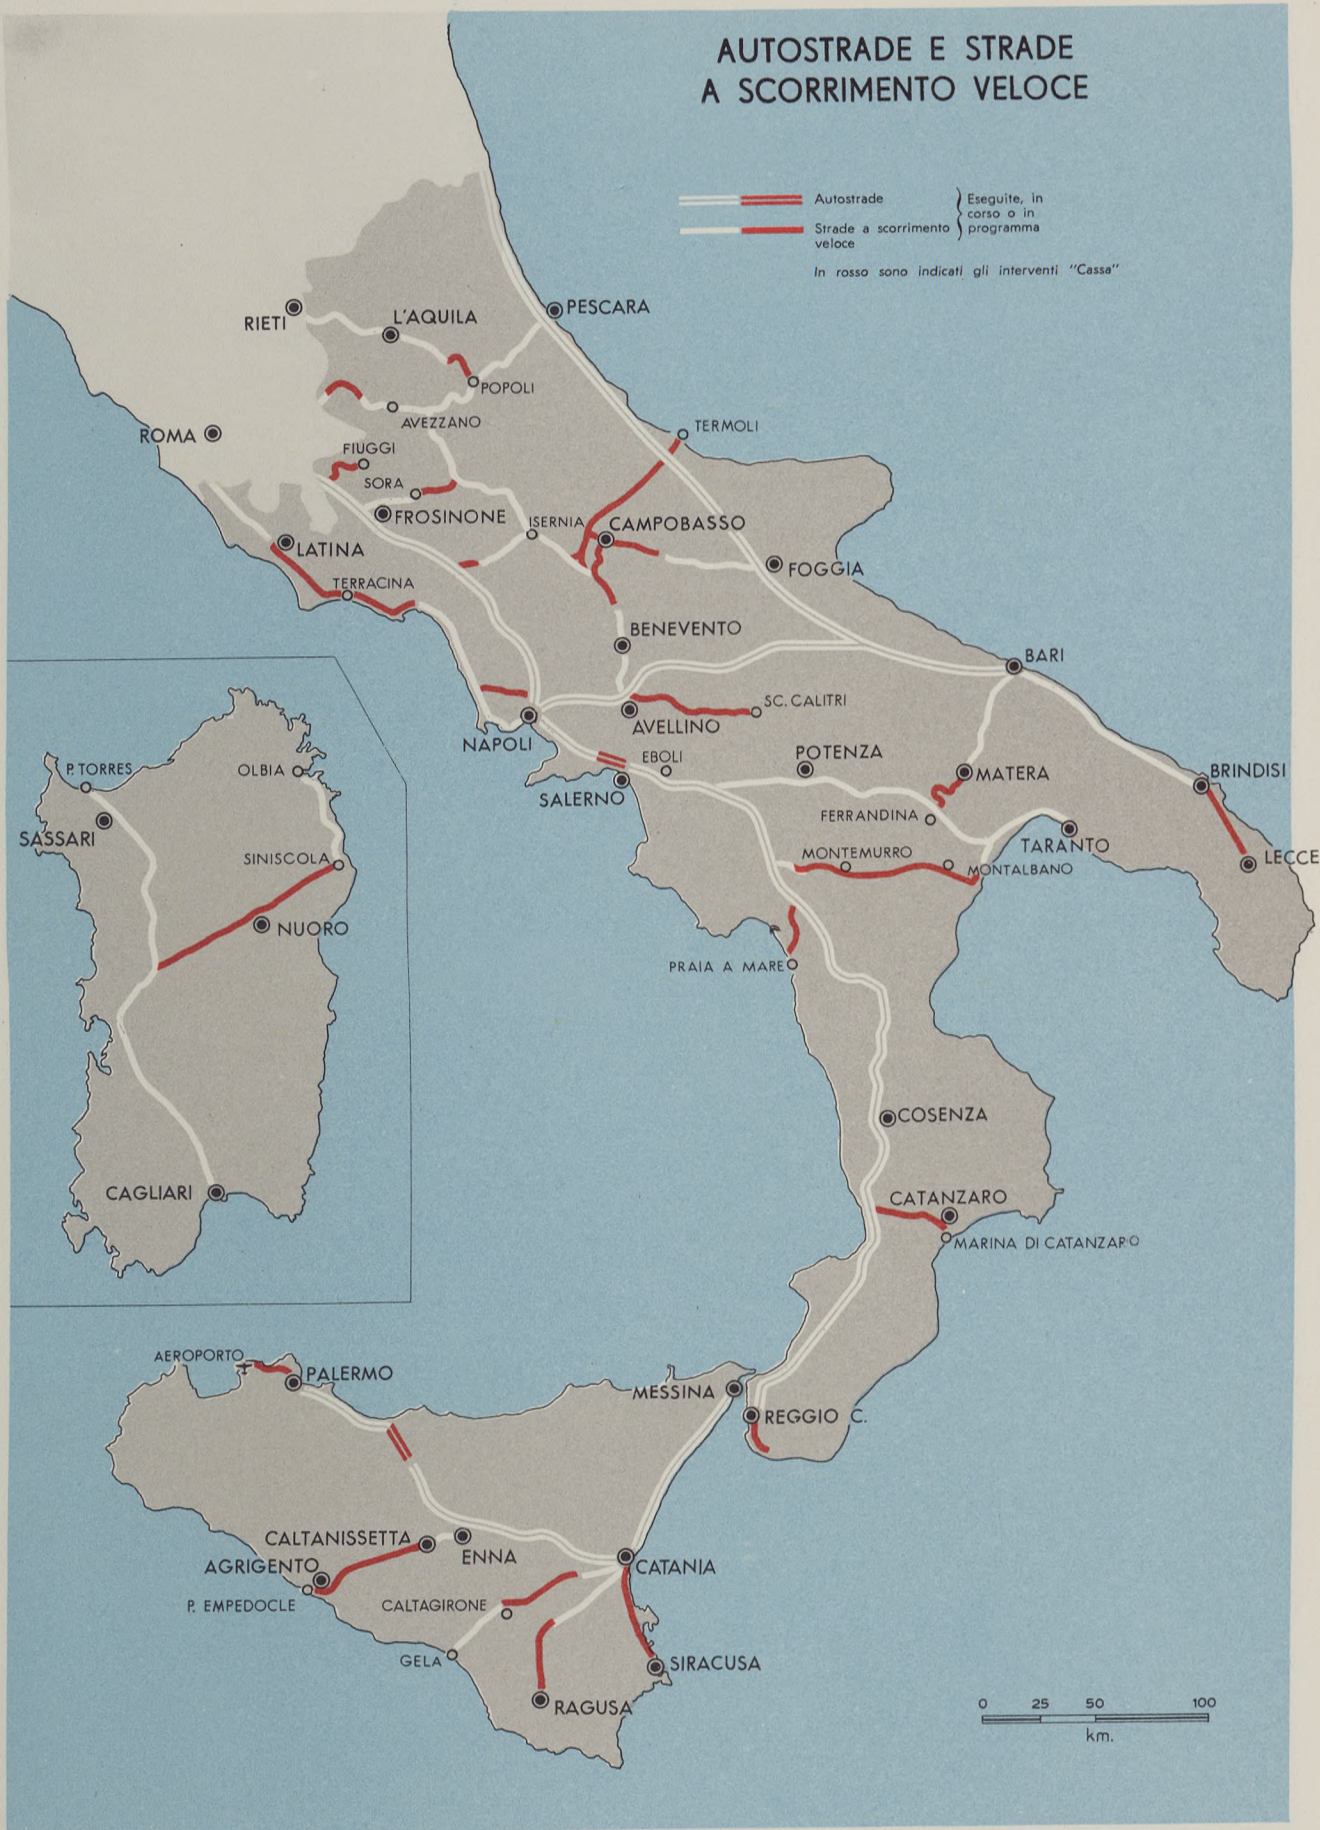 AUTOSTRADE E STRADE
A SCORRIMENTO VELOCE
Autostrade
Strade a scorrimento
veloce
Eseguite, in
corso o in
programma
In rosso sono indicati gli interventi "Cassa"
RIETI
L'AQUILA
PESCARA
POPOLI
AVEZZANO
ROMA
TERMOLI
FIUGGI
SORA
FROSINONE
ISERNIA
CAMPOBASSO
LATINA
FOGGIA
TERRACINA
BENEVENTO
BARI
SC. CALITRI
AVELLINO
NAPOLI
EBOLI
POTENZA
SALERNO
MATERA
BRINDISI
FERRANDINA
TARANTO
LECCE
MONTEMURRO
MONTALBANO
PRAIA A MARE
P. TORRES
OLBIA
SASSARI
SINISCOLA
NUORO
CAGLIARI
COSENZA
CATANZARO
MARINA DI CATANZARO
AEROPORTO
PALERMO
MESSINA
REGGIO C.
CALTANISSETTA
ENNA
AGRIGENTO
CATANIA
P. EMPEDOCLE
CALTAGIRONE
GELA
SIRACUSA
RAGUSA
0 25 50 100
km.